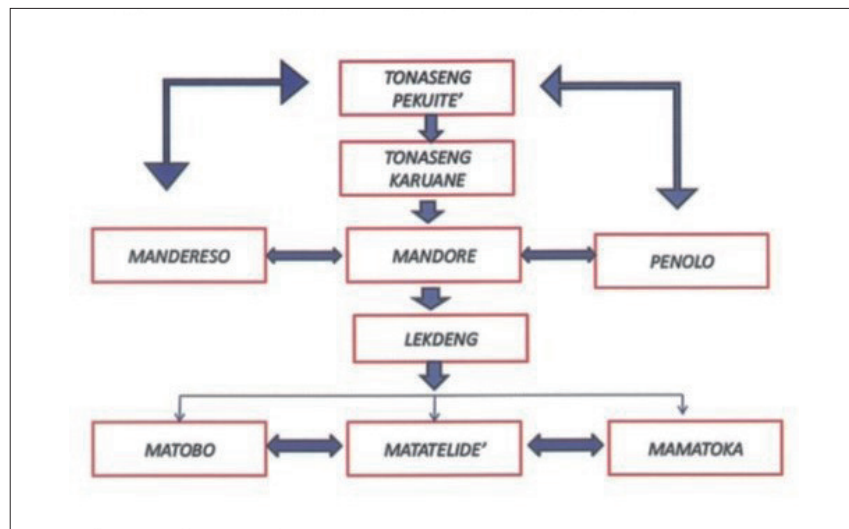 TONASENG
PEKUITE’
TONASENG
KARUANE
MANDERESO
MANDORE
PENOLO
LEKDENG
MATOBO
MATATELIDE’
MAMATOKA